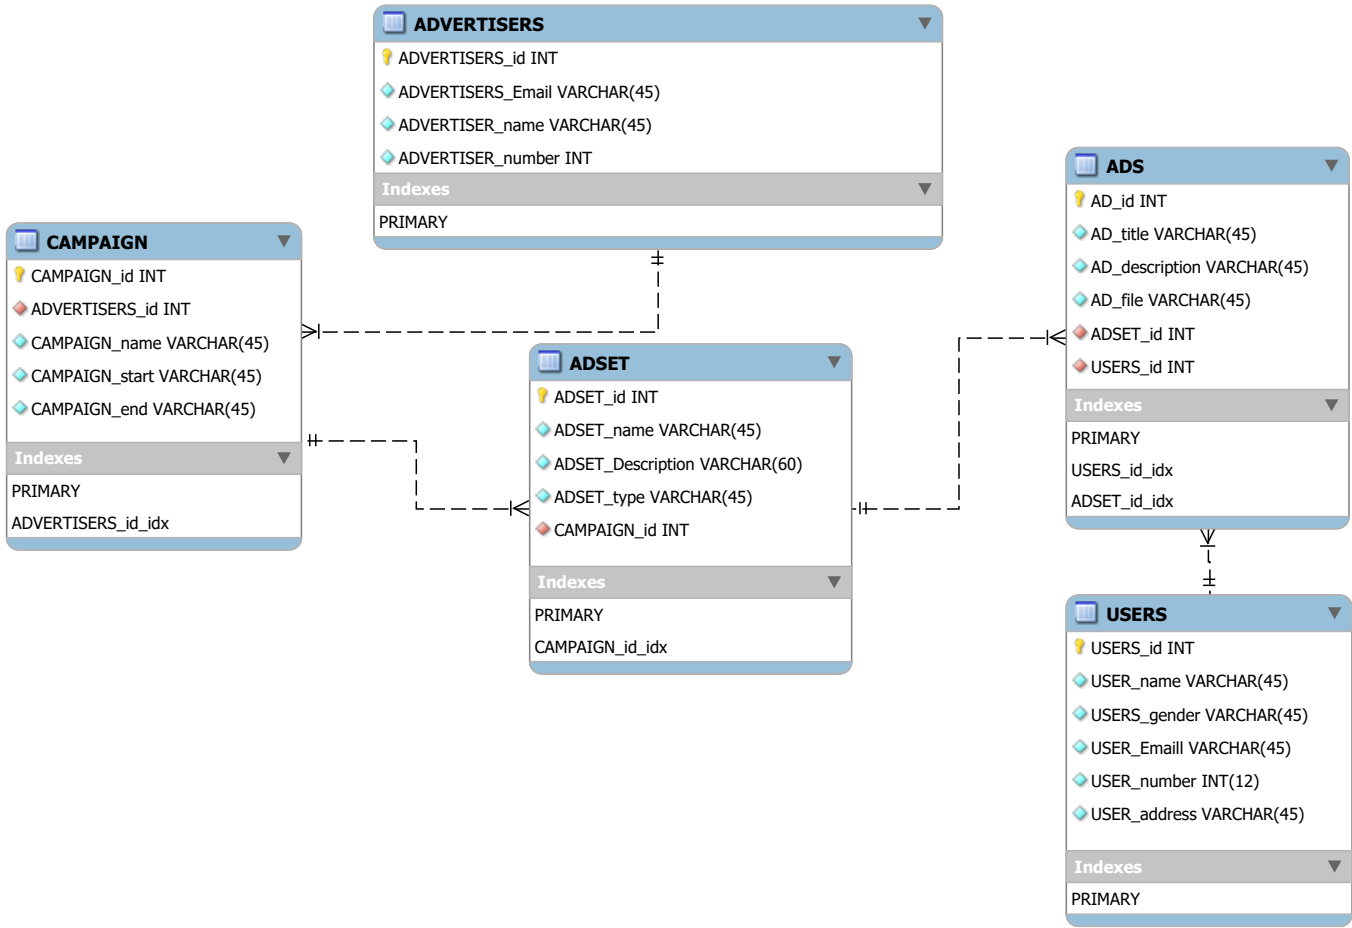 ADVERTISERS
ADVERTISERS_id INT
ADVERTISERS_Email VARCHAR(45)
ADVERTISER_name VARCHAR(45)
ADVERTISER_number INT
Indexes
PRIMARY
CAMPAIGN
CAMPAIGN_id INT
ADVERTISERS_id INT
CAMPAIGN_name VARCHAR(45)
CAMPAIGN_start VARCHAR(45)
CAMPAIGN_end VARCHAR(45)
Indexes
PRIMARY
ADVERTISERS_id_idx
ADSET
ADSET_id INT
ADSET_name VARCHAR(45)
ADSET_Description VARCHAR(60)
ADSET_type VARCHAR(45)
CAMPAIGN_id INT
Indexes
PRIMARY
CAMPAIGN_id_idx
ADS
AD_id INT
AD_title VARCHAR(45)
AD_description VARCHAR(45)
AD_file VARCHAR(45)
ADSET_id INT
USERS_id INT
Indexes
PRIMARY
USERS_id_idx
ADSET_id_idx
USERS
USERS_id INT
USER_name VARCHAR(45)
USERS_gender VARCHAR(45)
USER_Emaill VARCHAR(45)
USER_number INT(12)
USER_address VARCHAR(45)
Indexes
PRIMARY